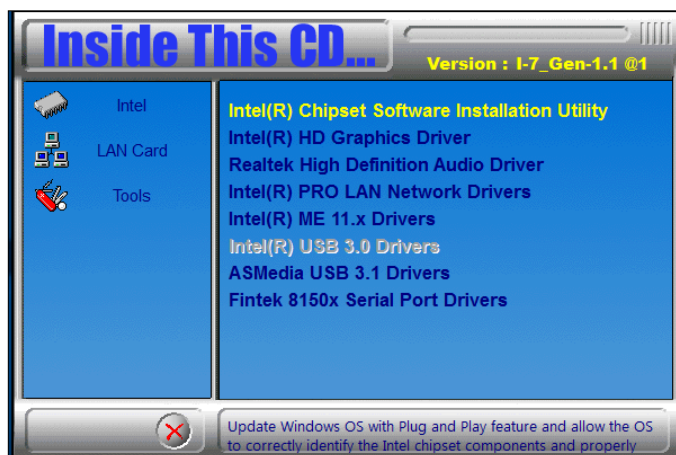 Inside This CD...
Version : I-7_Gen-1.1 @1
Intel
LAN Card
Tools
Intel(R) Chipset Software Installation Utility
Intel(R) HD Graphics Driver
Realtek High Definition Audio Driver
Intel(R) PRO LAN Network Drivers
Intel(R) ME 11.x Drivers
Intel(R) USB 3.0 Drivers
ASMedia USB 3.1 Drivers
Fintek 8150x Serial Port Drivers
Update Windows OS with Plug and Play feature and allow the OS
to correctly identify the Intel chipset components and properly